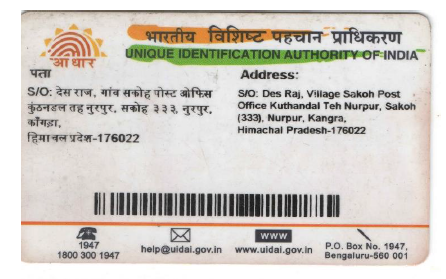 भारतीय विशिष्ट पहचान प्राधिकरण
UNIQUE IDENTIFICATION AUTHORITY OF INDIA
आधार
पता
S/O: देस राज, गांव सकोह पोस्ट ओफिस
कुंठनडल तह नुरपुर, सकोह ३३३, नुरपुर,
काँगड़ा,
हिमाचल प्रदेश-176022
Address:
S/O: Des Raj, Village Sakoh Post
Office Kuthandal Teh Nurpur, Sakoh
(333), Nurpur, Kangra,
Himachal Pradesh-176022
1947
1800 300 1947
help@uidai.gov.in
www
www.uidai.gov.in
P.O. Box No. 1947,
Bengaluru-560 001